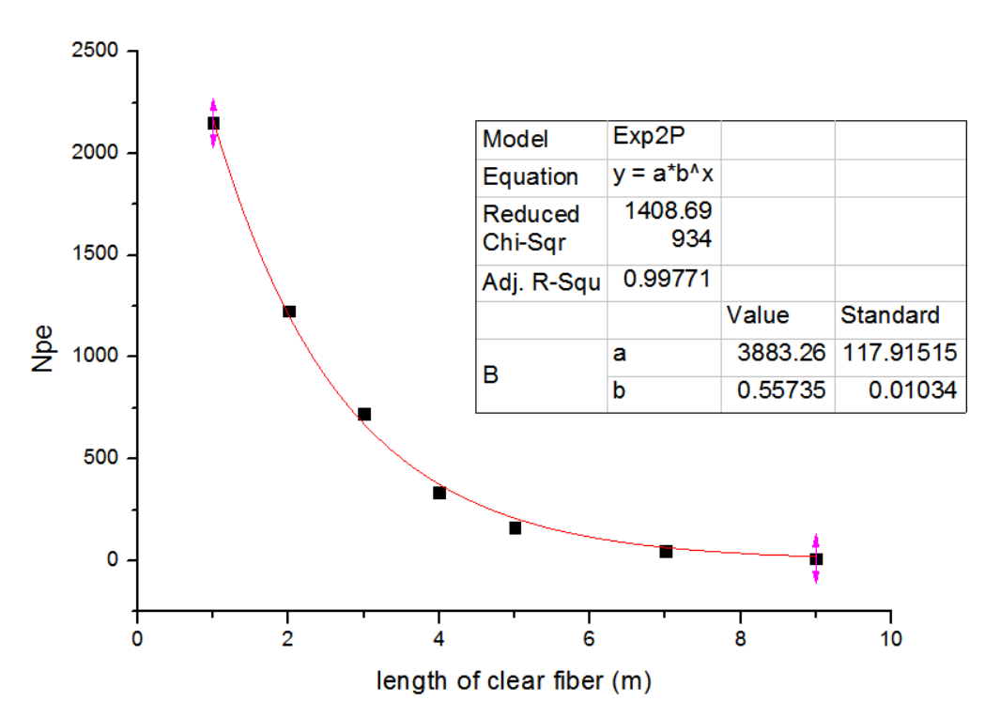 2500
2000
1500
1000
500
0
Npe
0 2 4 6 8 10
length of clear fiber (m)
Model Exp2P
Equation y = a*b^x
Reduced Chi-Sqr 1408.69934
Adj. R-Squ 0.99771
Value Standard
B a 3883.26 117.91515
b 0.55735 0.01034